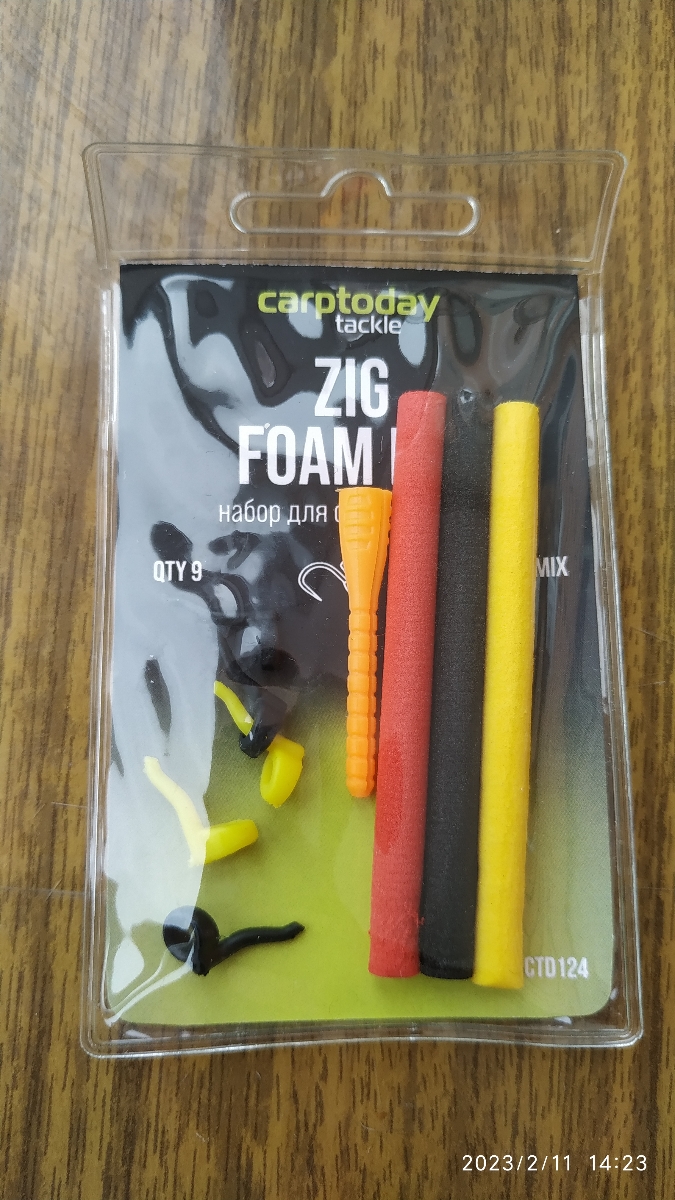 carptoday
tackle
ZIG
FOAM
набор для
QTY 9
MIX
CTD124
2023/2/11 14:23